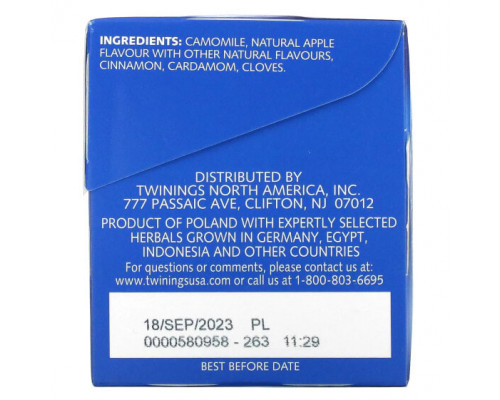 INGREDIENTS: CAMOMILE, NATURAL APPLE
FLAVOUR WITH OTHER NATURAL FLAVOURS,
CINNAMON, CARDAMOM, CLOVES.
DISTRIBUTED BY
TWININGS NORTH AMERICA, INC.
777 PASSAIC AVE, CLIFTON, NJ 07012
PRODUCT OF POLAND WITH EXPERTLY SELECTED
HERBALS GROWN IN GERMANY, EGYPT,
INDONESIA AND OTHER COUNTRIES
For questions or comments, please contact us at
www.twiningsusa.com or call us at 1-800-803-6695
18/SEP/2023 PL
0000580958 - 263 11:29
BEST BEFORE DATE